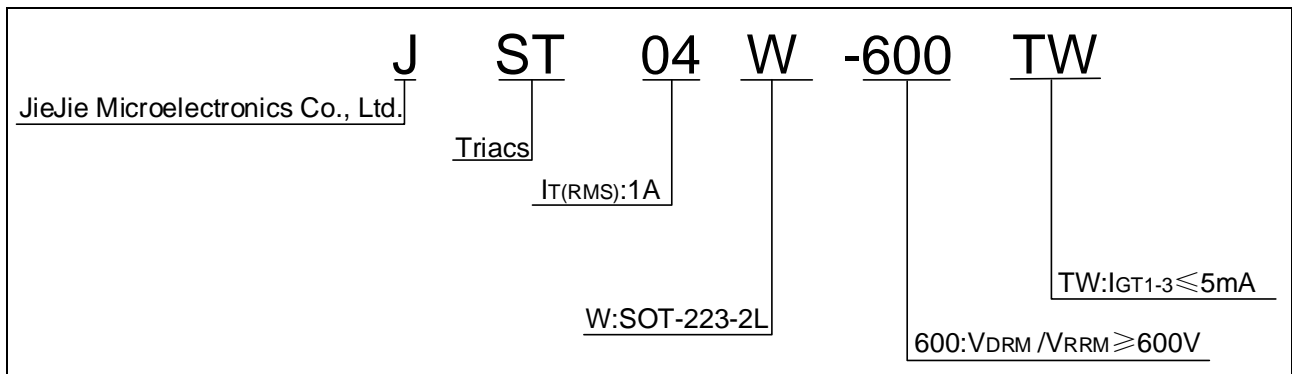 J ST 04 W -600 TW
JieJie Microelectronics Co., Ltd.
Triacs
IT(RMS):1A
TW:IGT1-3≤5mA
W:SOT-223-2L
600:VDRM /VRRM≥600V